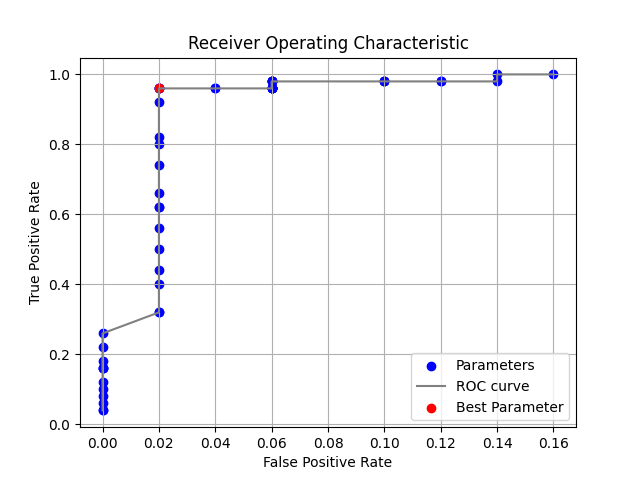 Receiver Operating Characteristic
1.0
0.8
0.6
0.4
0.2
0.0
True Positive Rate
0.00 0.02 0.04 0.06 0.08 0.10 0.12 0.14 0.16
False Positive Rate
Parameters
ROC curve
Best Parameter